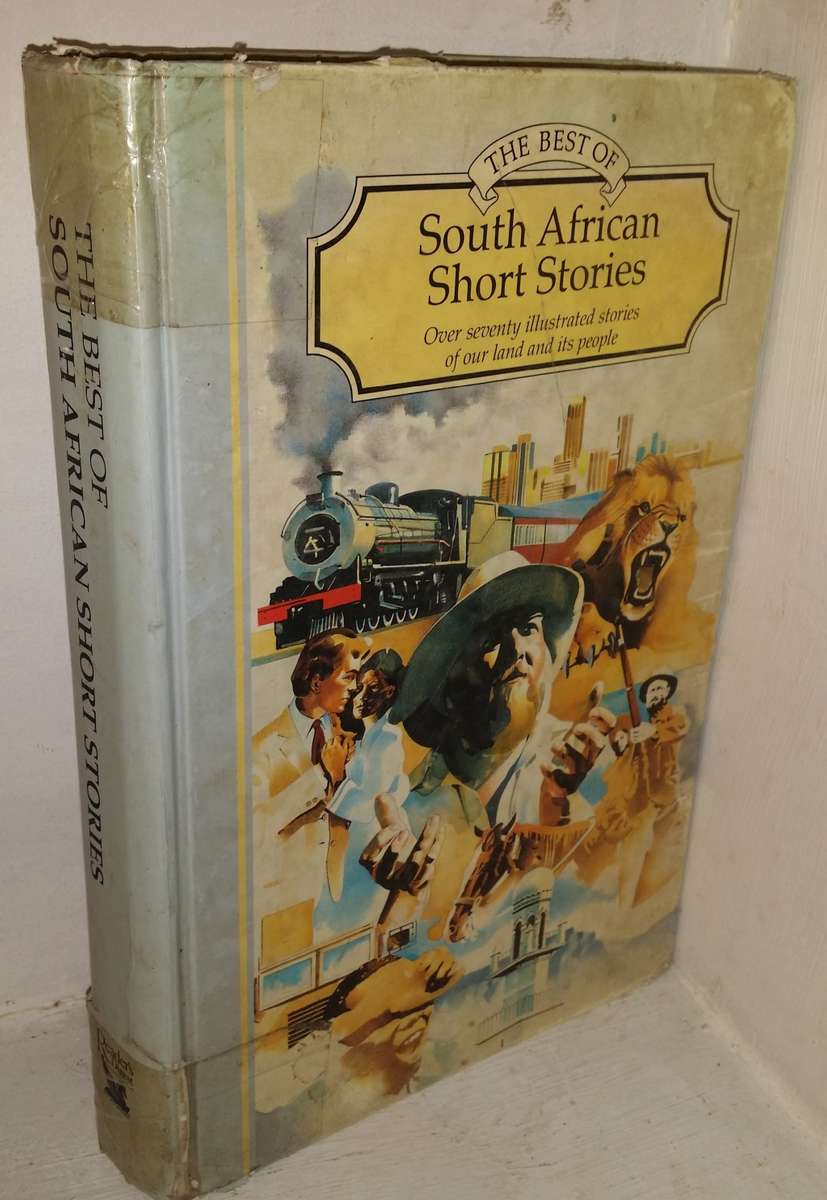 THE BEST OF
South African
Short Stories
Over seventy illustrated stories
of our land and its people
THE BEST OF
SOUTH AFRICAN SHORT STORIES
Reader's